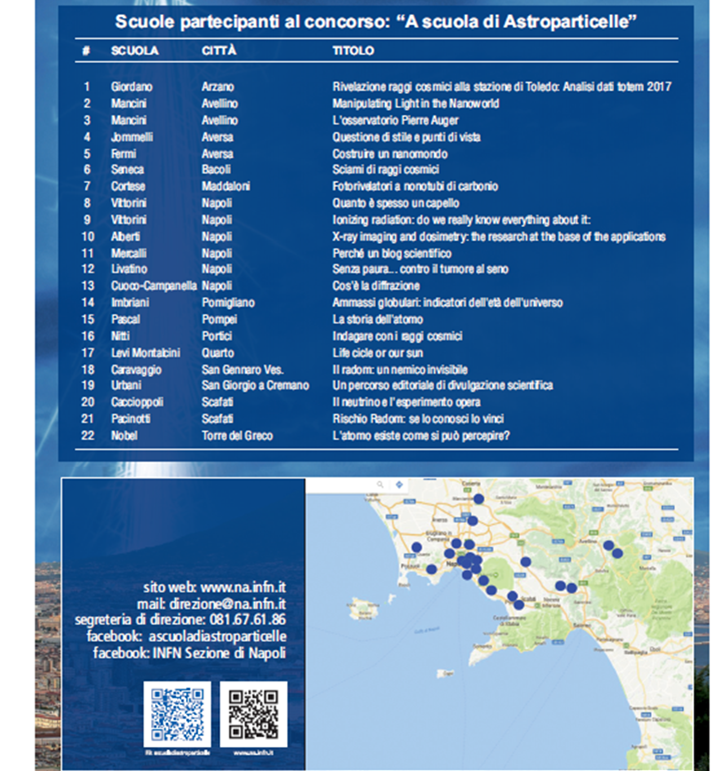 Scuole partecipanti al concorso: “A scuola di Astroparticelle”
# SCUOLA CITTÀ TITOLO
1 Giordano Arzano Rivelazione raggi cosmici alla stazione di Toledo: Analisi dati totem 2017
2 Mancini Avellino Manipulating Light in the Nanoworld
3 Mancini Avellino L'osservatorio Pierre Auger
4 Jommelli Aversa Questione di stile e punti di vista
5 Fermi Aversa Costruire un nanomondo
6 Seneca Bacoli Sciami di raggi cosmici
7 Cortese Maddaloni Fotorivelatori a nonotubi di carbonio
8 Vittorini Napoli Quanto è spesso un capello
9 Vittorini Napoli Ionizing radiation: do we really know everything about it:
10 Alberti Napoli X-ray imaging and dosimetry: the research at the base of the applications
11 Mercalli Napoli Perché un blog scientifico
12 Livatino Napoli Senza paura... contro il tumore al seno
13 Cuoco-Campanella Napoli Cos'è la diffrazione
14 Imbriani Pomigliano Ammassi globulari: indicatori dell'età dell'universo
15 Pascal Pompei La storia dell'atomo
16 Nitti Portici Indagare con i raggi cosmici
17 Levi Montalcini Quarto Life cicle or our sun
18 Caravaggio San Gennaro Ves. Il radom: un nemico invisibile
19 Urbani San Giorgio a Cremano Un percorso editoriale di divulgazione scientifica
20 Caccioppoli Scafati Il neutrino e l'esperimento opera
21 Pacinotti Scafati Rischio Radom: se lo conosci lo vinci
22 Nobel Torre del Greco L'atomo esiste come si può percepire?
sito web: www.na.infn.it
mail: direzione@na.infn.it
segreteria di direzione: 081.67.61.86
facebook: ascuoladiastroparticelle
facebook: INFN Sezione di Napoli
www.na.infn.it
Caserta
Aversa
Pozzuoli
Avellino
Scafati
Salerno
Capri